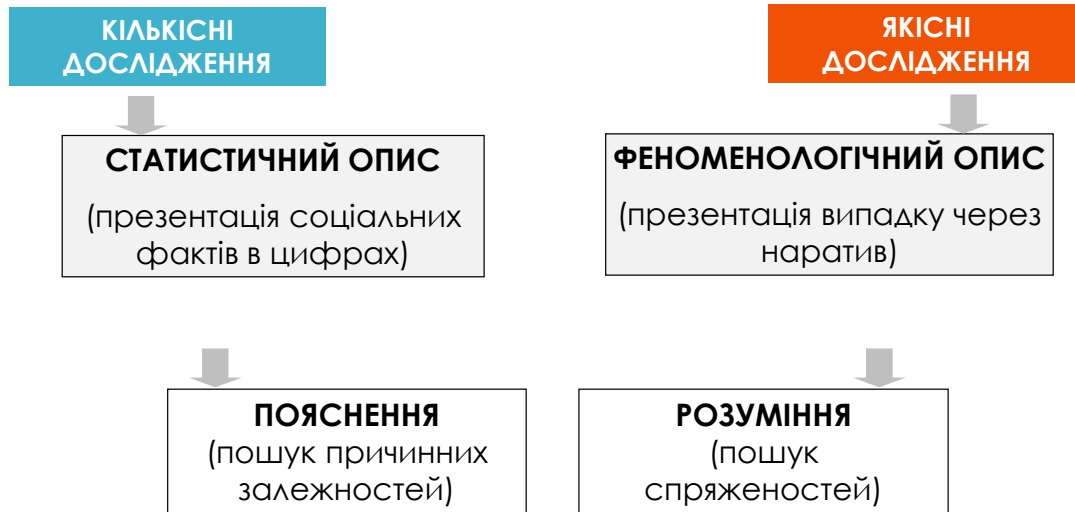 КІЛЬКІСНІ
ДОСЛІДЖЕННЯ
СТАТИСТИЧНИЙ ОПИС
(презентація соціальних
фактів в цифрах)
ПОЯСНЕННЯ
(пошук причинних
залежностей)
ЯКІСНІ
ДОСЛІДЖЕННЯ
ФЕНОМЕНОЛОГІЧНИЙ ОПИС
(презентація випадку через
наратив)
РОЗУМІННЯ
(пошук
спряженостей)